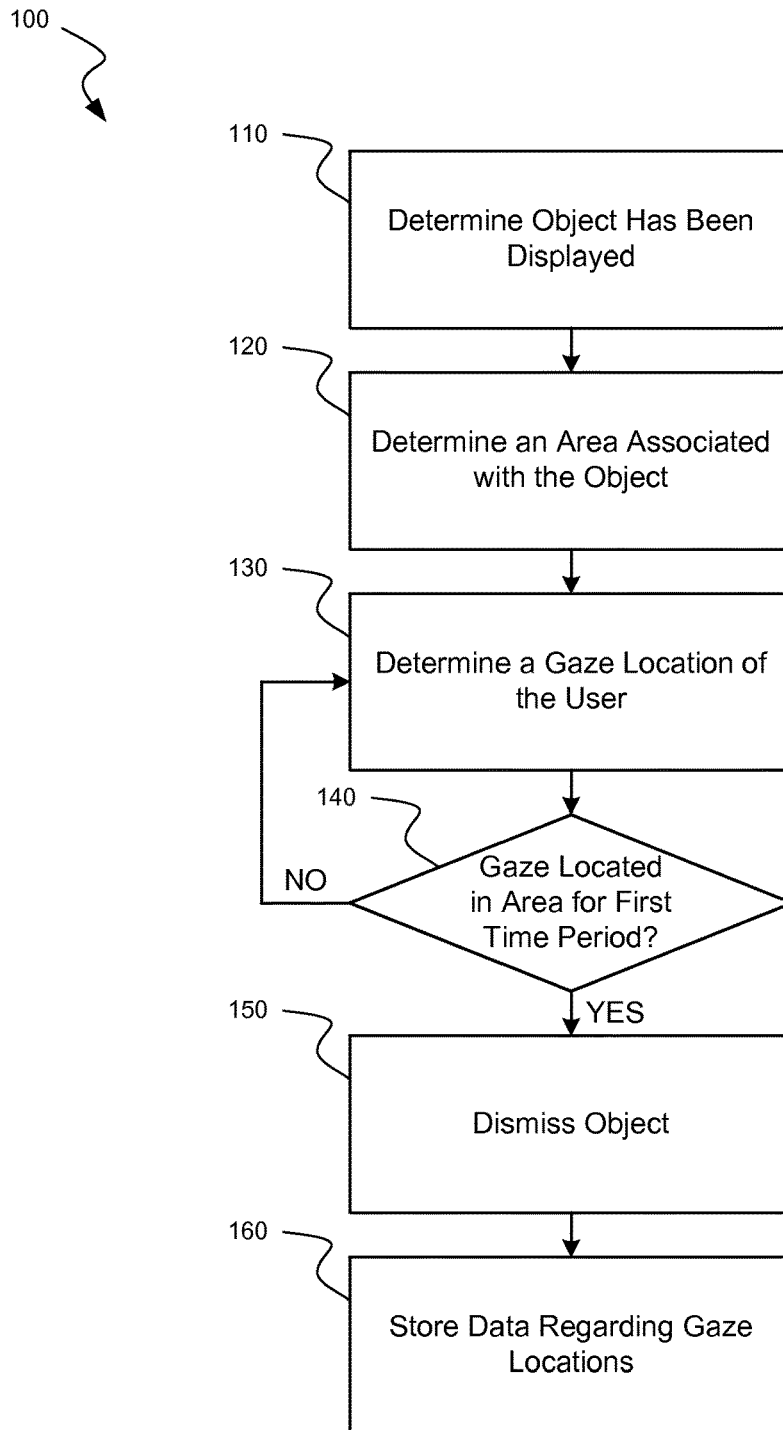 100
110
Determine Object Has Been
Displayed
120
Determine an Area Associated
with the Object
130
Determine a Gaze Location of
the User
140
Gaze Located
in Area for First
Time Period?
NO
YES
150
Dismiss Object
160
Store Data Regarding Gaze
Locations